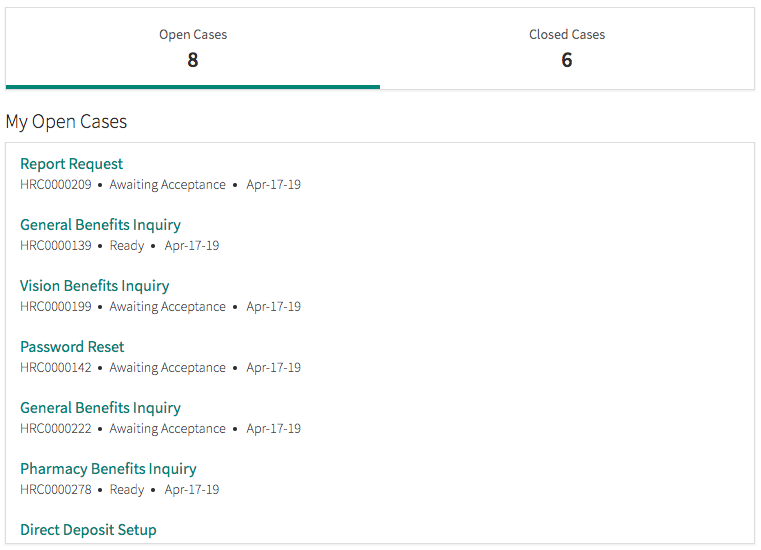 Open Cases
8
Closed Cases
6
My Open Cases
Report Request
HRC0000209 • Awaiting Acceptance • Apr-17-19
General Benefits Inquiry
HRC0000139 • Ready • Apr-17-19
Vision Benefits Inquiry
HRC0000199 • Awaiting Acceptance • Apr-17-19
Password Reset
HRC0000142 • Awaiting Acceptance • Apr-17-19
General Benefits Inquiry
HRC0000222 • Awaiting Acceptance • Apr-17-19
Pharmacy Benefits Inquiry
HRC0000278 • Ready • Apr-17-19
Direct Deposit Setup